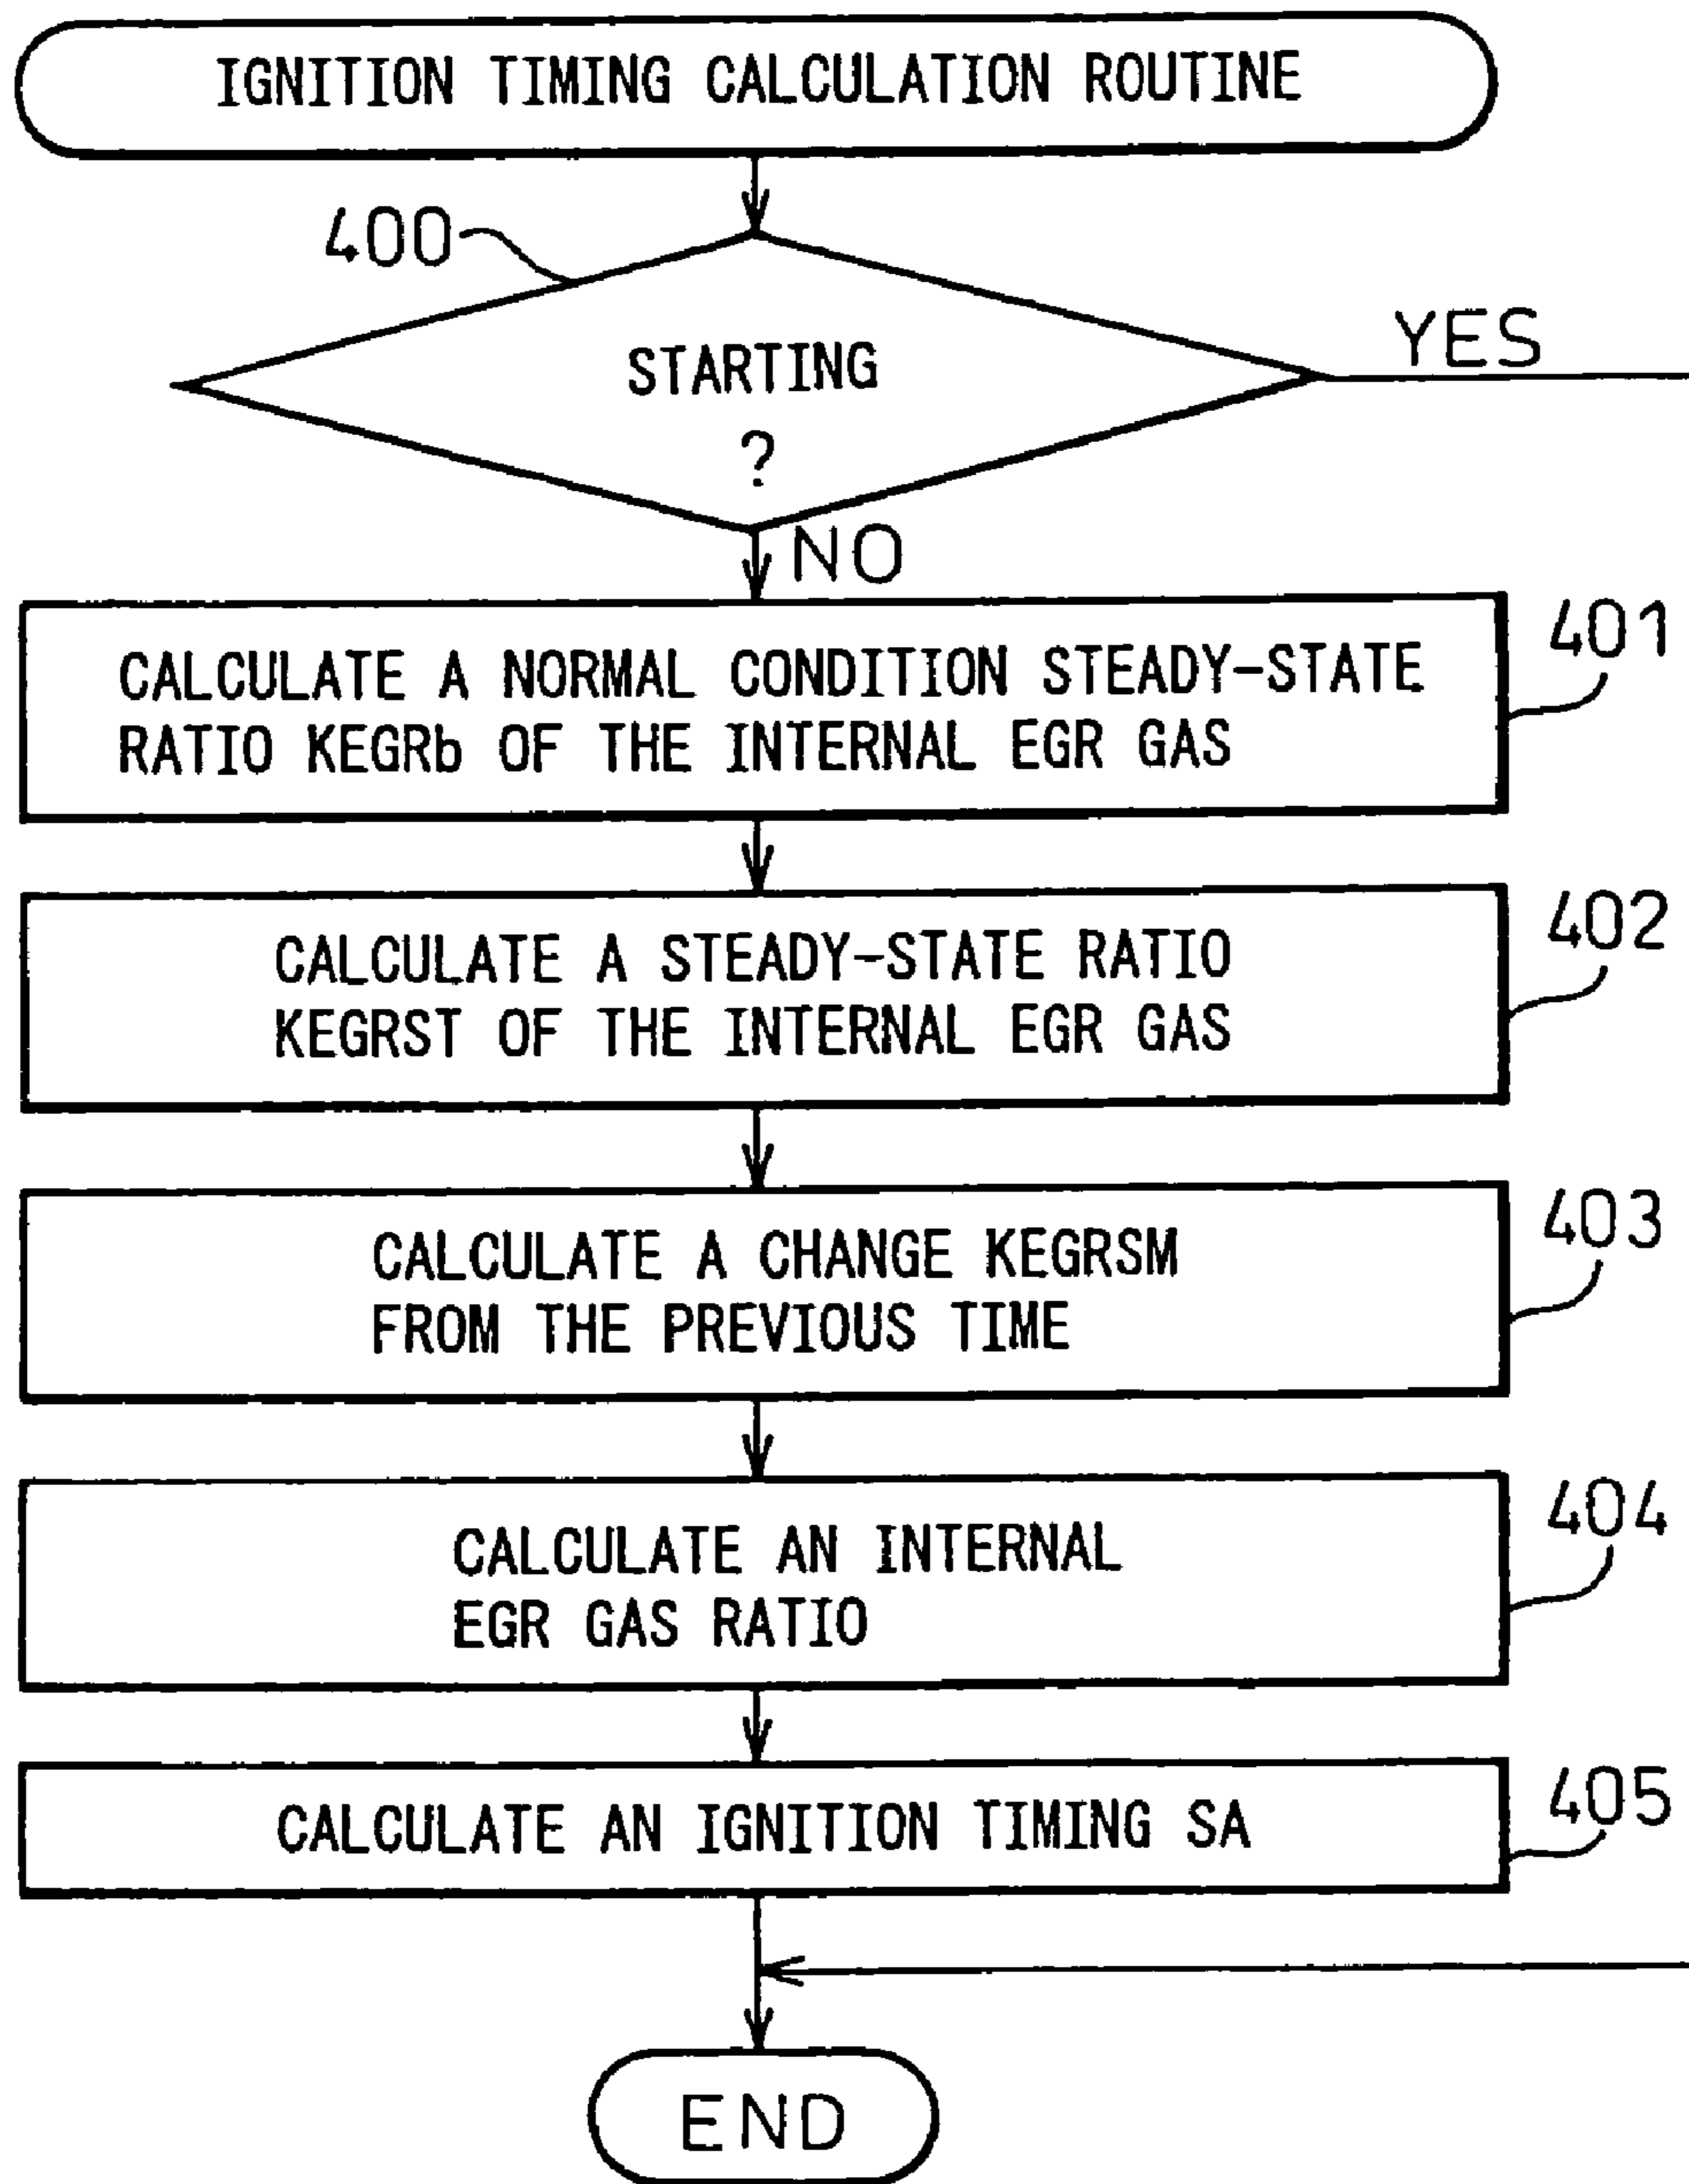 IGNITION TIMING CALCULATION ROUTINE
400
STARTING
?
YES
NO
CALCULATE A NORMAL CONDITION STEADY-STATE
RATIO KEGRb OF THE INTERNAL EGR GAS
401
CALCULATE A STEADY-STATE RATIO
KEGRST OF THE INTERNAL EGR GAS
402
CALCULATE A CHANGE KEGRSM
FROM THE PREVIOUS TIME
403
CALCULATE AN INTERNAL
EGR GAS RATIO
404
CALCULATE AN IGNITION TIMING SA
405
END